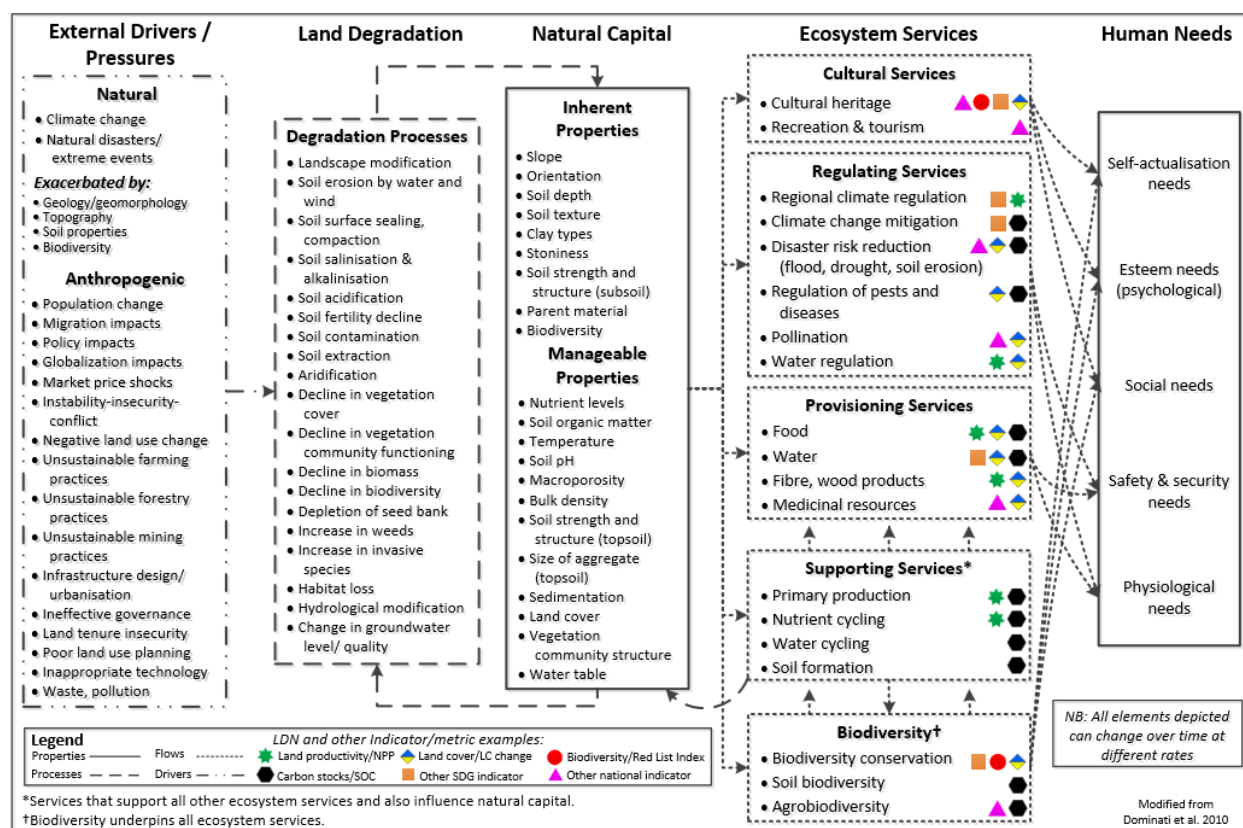 External Drivers /
Pressures
Natural
• Climate change
• Natural disasters/
extreme events
Exacerbated by:
• Geology/geomorphology
• Topography
• Soil properties
• Biodiversity
Anthropogenic
• Population change
• Migration impacts
• Policy impacts
• Globalization impacts
• Market price shocks
• Instability-insecurity-
conflict
• Negative land use change
• Unsustainable farming
practices
• Unsustainable forestry
practices
• Unsustainable mining
practices
• Infrastructure design/
urbanisation
• Ineffective governance
• Land tenure insecurity
• Poor land use planning
• Inappropriate technology
• Waste, pollution
Land Degradation
Degradation Processes
• Landscape modification
• Soil erosion by water and
wind
• Soil surface sealing,
compaction
• Soil salinisation &
alkalinisation
• Soil acidification
• Soil fertility decline
• Soil contamination
• Soil extraction
• Aridification
• Decline in vegetation
cover
• Decline in vegetation
community functioning
• Decline in biomass
• Decline in biodiversity
• Depletion of seed bank
• Increase in weeds
• Increase in invasive
species
• Habitat loss
• Hydrological modification
• Change in groundwater
level/ quality
Natural Capital
Inherent
Properties
• Slope
• Orientation
• Soil depth
• Soil texture
• Clay types
• Stoniness
• Soil strength and
structure (subsoil)
• Parent material
• Biodiversity
Manageable
Properties
• Nutrient levels
• Soil organic matter
• Temperature
• Soil pH
• Macroporosity
• Bulk density
• Soil strength and
structure (topsoil)
• Size of aggregate
(topsoil)
• Sedimentation
• Land cover
• Vegetation
community structure
• Water table
Ecosystem Services
Cultural Services
• Cultural heritage
• Recreation & tourism
Regulating Services
• Regional climate regulation
• Climate change mitigation
• Disaster risk reduction
(flood, drought, soil erosion)
• Regulation of pests and
diseases
• Pollination
• Water regulation
Provisioning Services
• Food
• Water
• Fibre, wood products
• Medicinal resources
Supporting Services*
• Primary production
• Nutrient cycling
• Water cycling
• Soil formation
Biodiversity†
• Biodiversity conservation
• Soil biodiversity
• Agrobiodiversity
Human Needs
Self-actualisation
needs
Esteem needs
(psychological)
Social needs
Safety & security
needs
Physiological
needs
NB: All elements depicted
can change over time at
different rates
Legend
LDN and other Indicator/metric examples:
Properties
Flows
Land productivity/NPP
Land cover/LC change
Biodiversity/Red List Index
Processes
Drivers
Carbon stocks/SOC
Other SDG indicator
Other national indicator
*Services that support all other ecosystem services and also influence natural capital.
†Biodiversity underpins all ecosystem services.
Modified from
Dominati et al. 2010